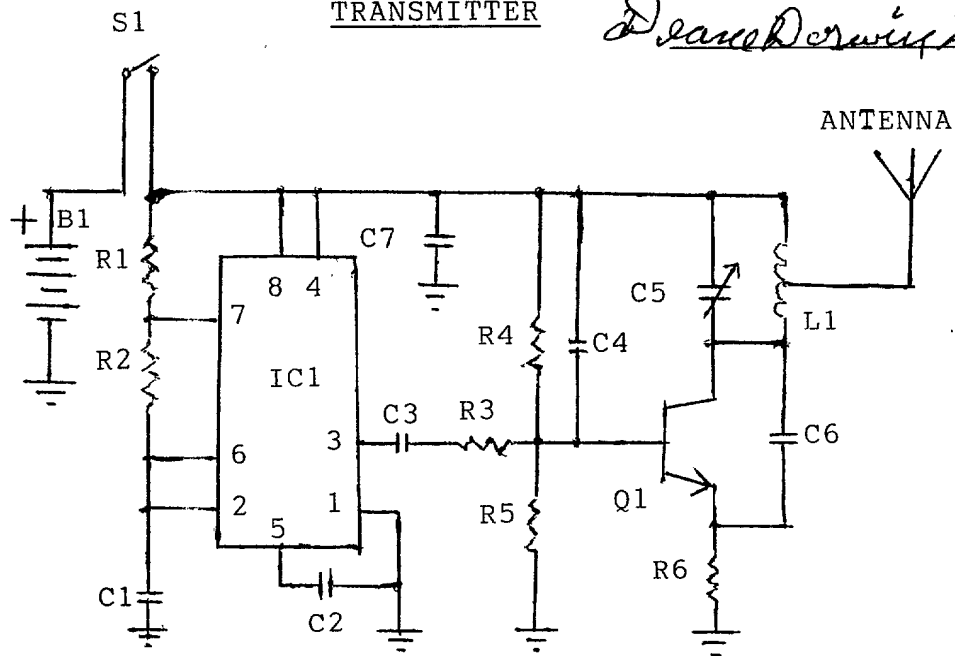 TRANSMITTER
S1
ANTENNA
+ B1
R1
C7
8 4
C5
L1
7
R2
R4
C4
IC1
C3
R3
6
3
C6
2
1
Q1
5
R5
C1
C2
R6